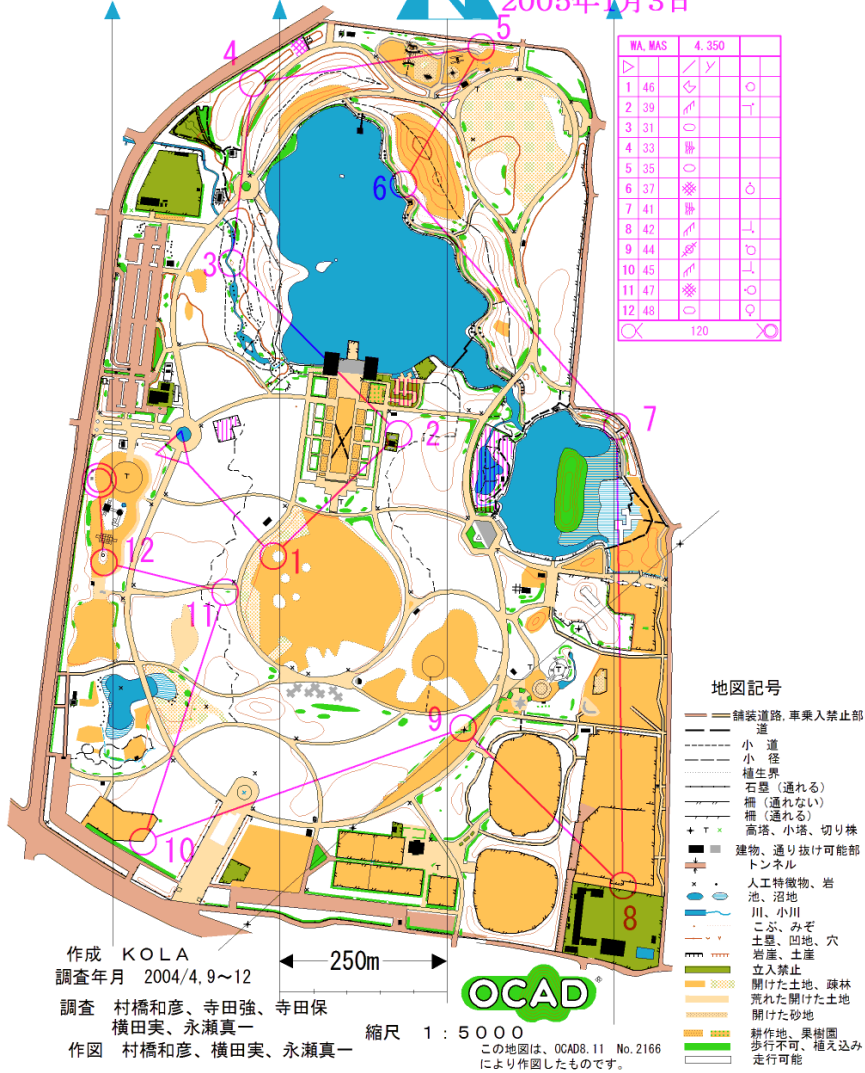 2005年1月3日
WA, MAS 4.350
1 46
2 39
3 31
4 33
5 35
6 37
7 41
8 42
9 44
10 45
11 47
12 48
120
4
5
6
3
7
2
1
12
11
9
10
8
地図記号
舗装道路, 車乗入禁止部
道
小 道
小 径
植生界
石塁（通れる）
柵（通れない）
柵（通れる）
高塔、小塔、切り株
建物、通り抜け可能部
トンネル
人工特徴物、岩
池、沼地
川、小川
こぶ、みぞ
土塁、凹地、穴
岩崖、土崖
立入禁止
開けた土地、疎林
荒れた開けた土地
開けた砂地
耕作地、果樹園
歩行不可、植え込み
走行可能
作成 KOLA
調査年月 2004/4, 9～12
調査 村橋和彦、寺田強、寺田保
横田実、永瀬真一
作図 村橋和彦、横田実、永瀬真一
250m
縮尺 1：5000
OCAD
この地図は、OCAD8.11 No.2166
により作図したものです。